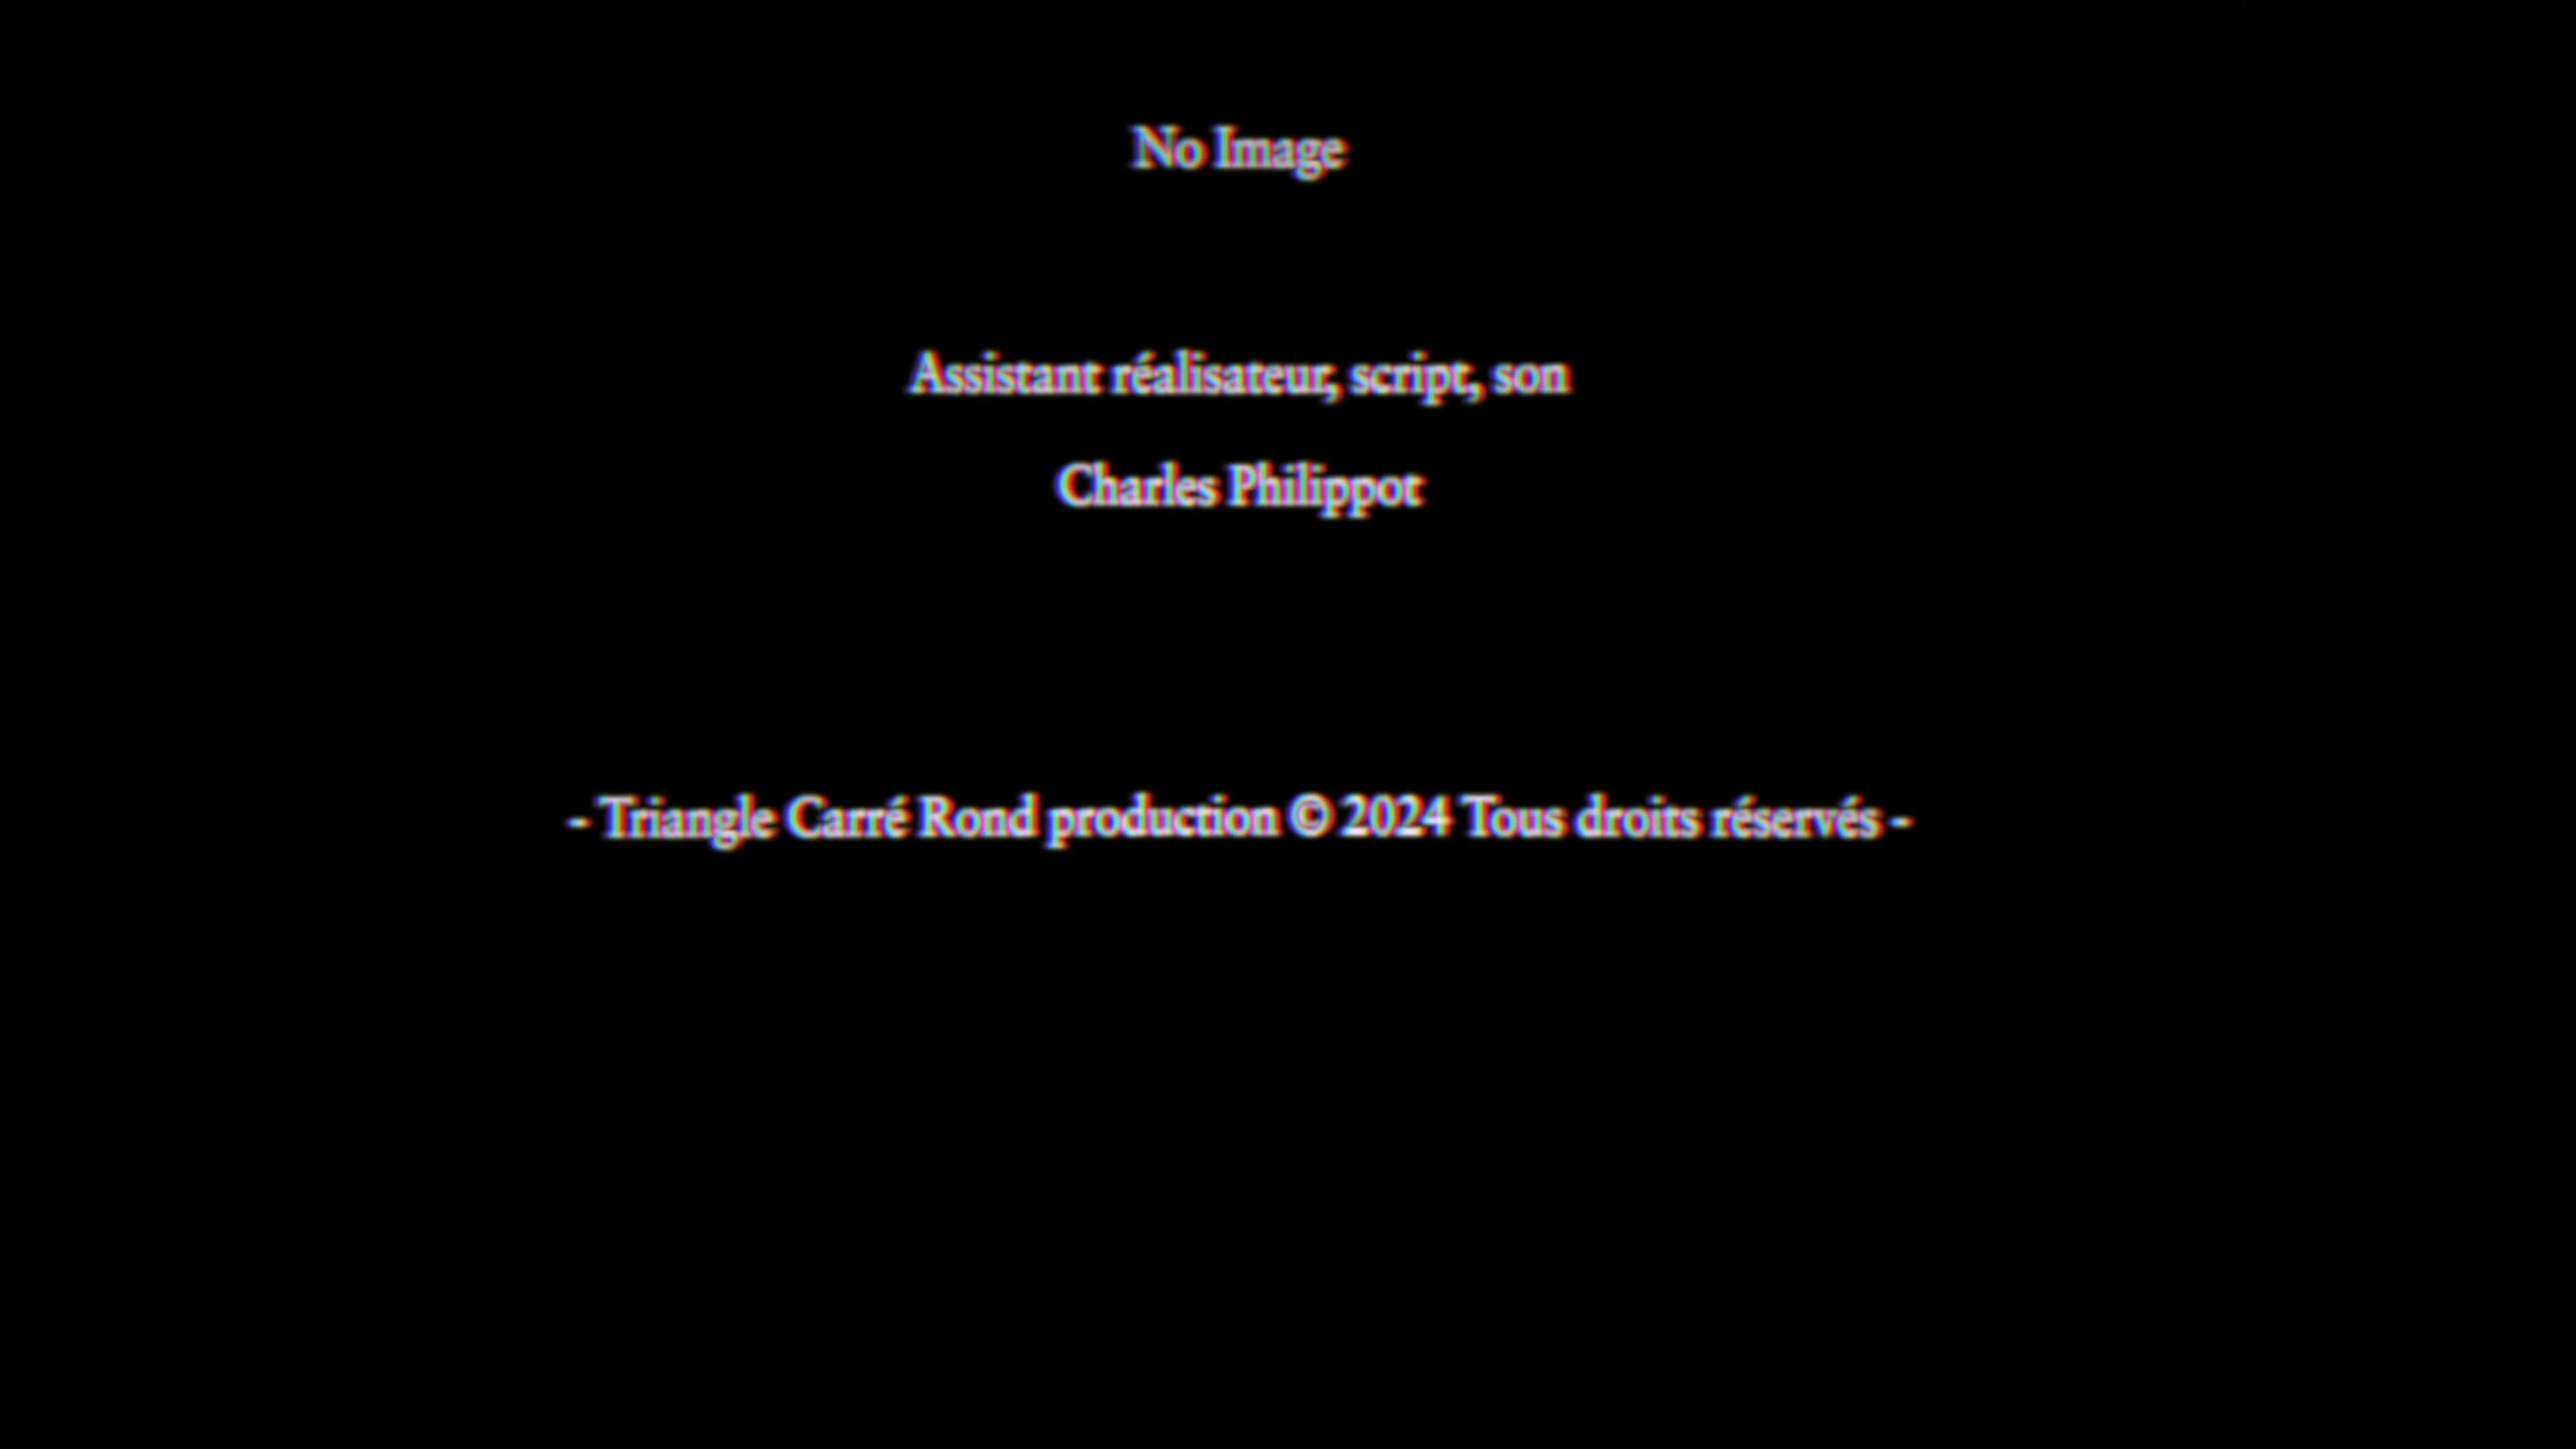 No Image
Assistant réalisateur, script, son
Charles Philippot
- Triangle Carré Rond production © 2024 Tous droits réservés -